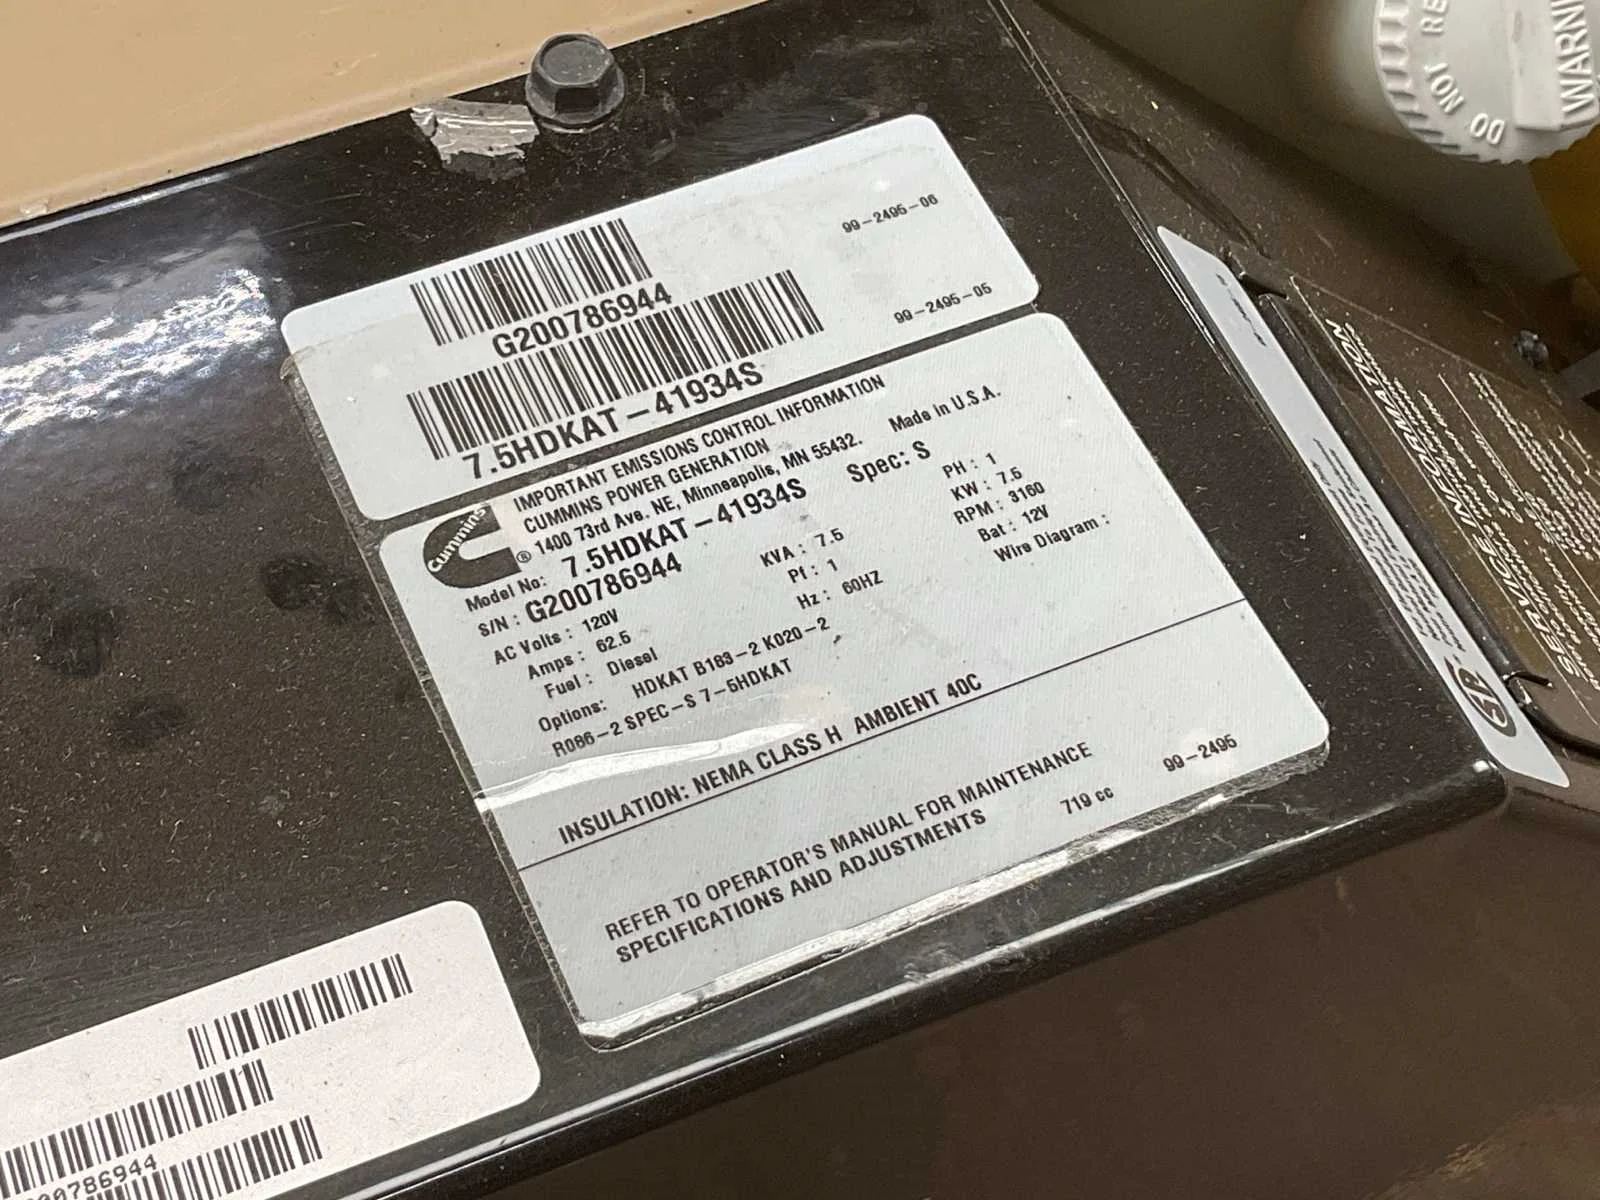 99-2495-06
G200786944
99-2495-05
7.5HDKAT-41934S
IMPORTANT EMISSIONS CONTROL INFORMATION
CUMMINS POWER GENERATION
1400 73rd Ave. NE, Minneapolis, MN 55432. Made in U.S.A.
cummins ®
Model No: 7.5HDKAT-41934S Spec: S
S/N : G200786944
PH : 1
AC Volts : 120V KVA : 7.5 KW : 7.5
Amps : 62.5 Pf : 1 RPM : 3160
Fuel : Diesel Hz : 60HZ Bat : 12V
Wire Diagram :
Options: HDKAT B183-2 K020-2
R086-2 SPEC-S 7-5HDKAT
INSULATION: NEMA CLASS H AMBIENT 40C
REFER TO OPERATOR'S MANUAL FOR MAINTENANCE
SPECIFICATIONS AND ADJUSTMENTS
719 cc
99-2495
00786944
DO NOT RE
WARNI
SERVICE INFORMATION